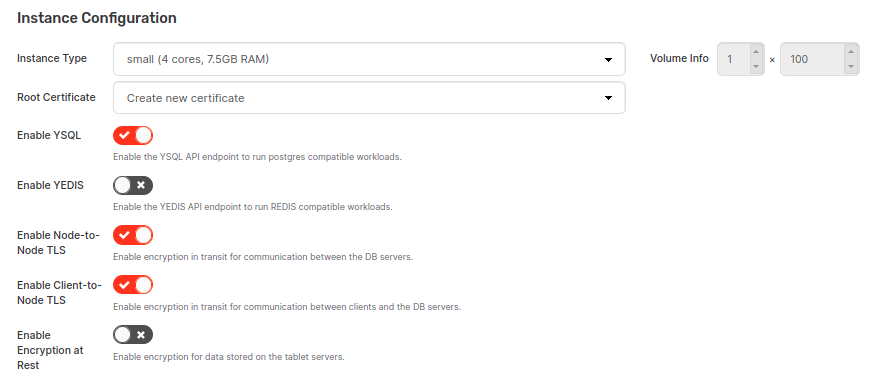 Instance Configuration
Instance Type small (4 cores, 7.5GB RAM) Volume Info 1 × 100
Root Certificate Create new certificate
Enable YSQL
Enable the YSQL API endpoint to run postgres compatible workloads.
Enable YEDIS
Enable the YEDIS API endpoint to run REDIS compatible workloads.
Enable Node-to-
Node TLS
Enable encryption in transit for communication between the DB servers.
Enable Client-to-
Node TLS
Enable encryption in transit for communication between clients and the DB servers.
Enable
Encryption at
Rest
Enable encryption for data stored on the tablet servers.